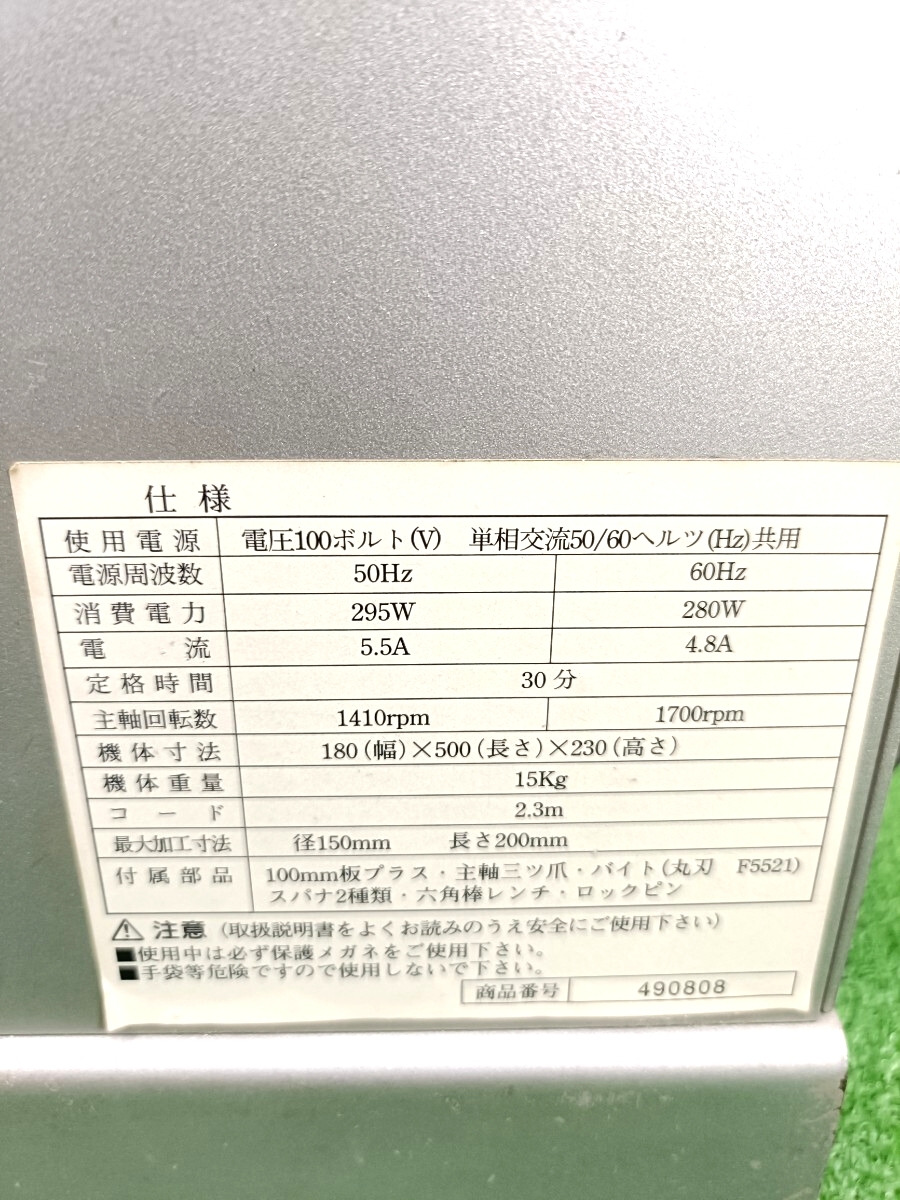 仕様
使用電源 電圧100ボルト(V) 単相交流50/60ヘルツ(Hz)共用
電源周波数 50Hz 60Hz
消費電力 295W 280W
電流 5.5A 4.8A
定格時間 30分
主軸回転数 1410rpm 1700rpm
機体寸法 180(幅)×500(長さ)×230(高さ)
機体重量 15Kg
コード 2.3m
最大加工寸法 径150mm 長さ200mm
付属部品 100mm板プラス・主軸三ツ爪・バイト(丸刃 F5521)
スパナ2種類・六角棒レンチ・ロックピン
⚠ 注意 (取扱説明書をよくお読みのうえ安全にご使用下さい)
■使用中は必ず保護メガネをご使用下さい。
■手袋等危険ですので使用しないで下さい。
商品番号 490808